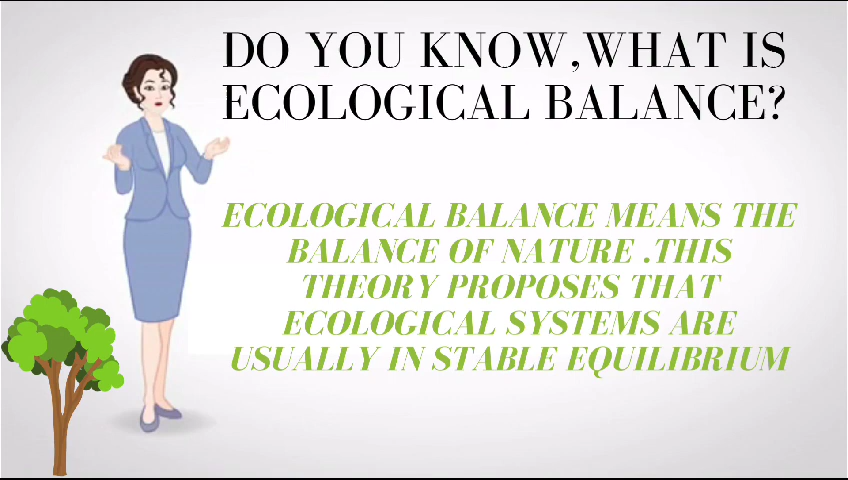 DO YOU KNOW,WHAT IS
ECOLOGICAL BALANCE?
ECOLOGICAL BALANCE MEANS THE
BALANCE OF NATURE .THIS
THEORY PROPOSES THAT
ECOLOGICAL SYSTEMS ARE
USUALLY IN STABLE EQUILIBRIUM